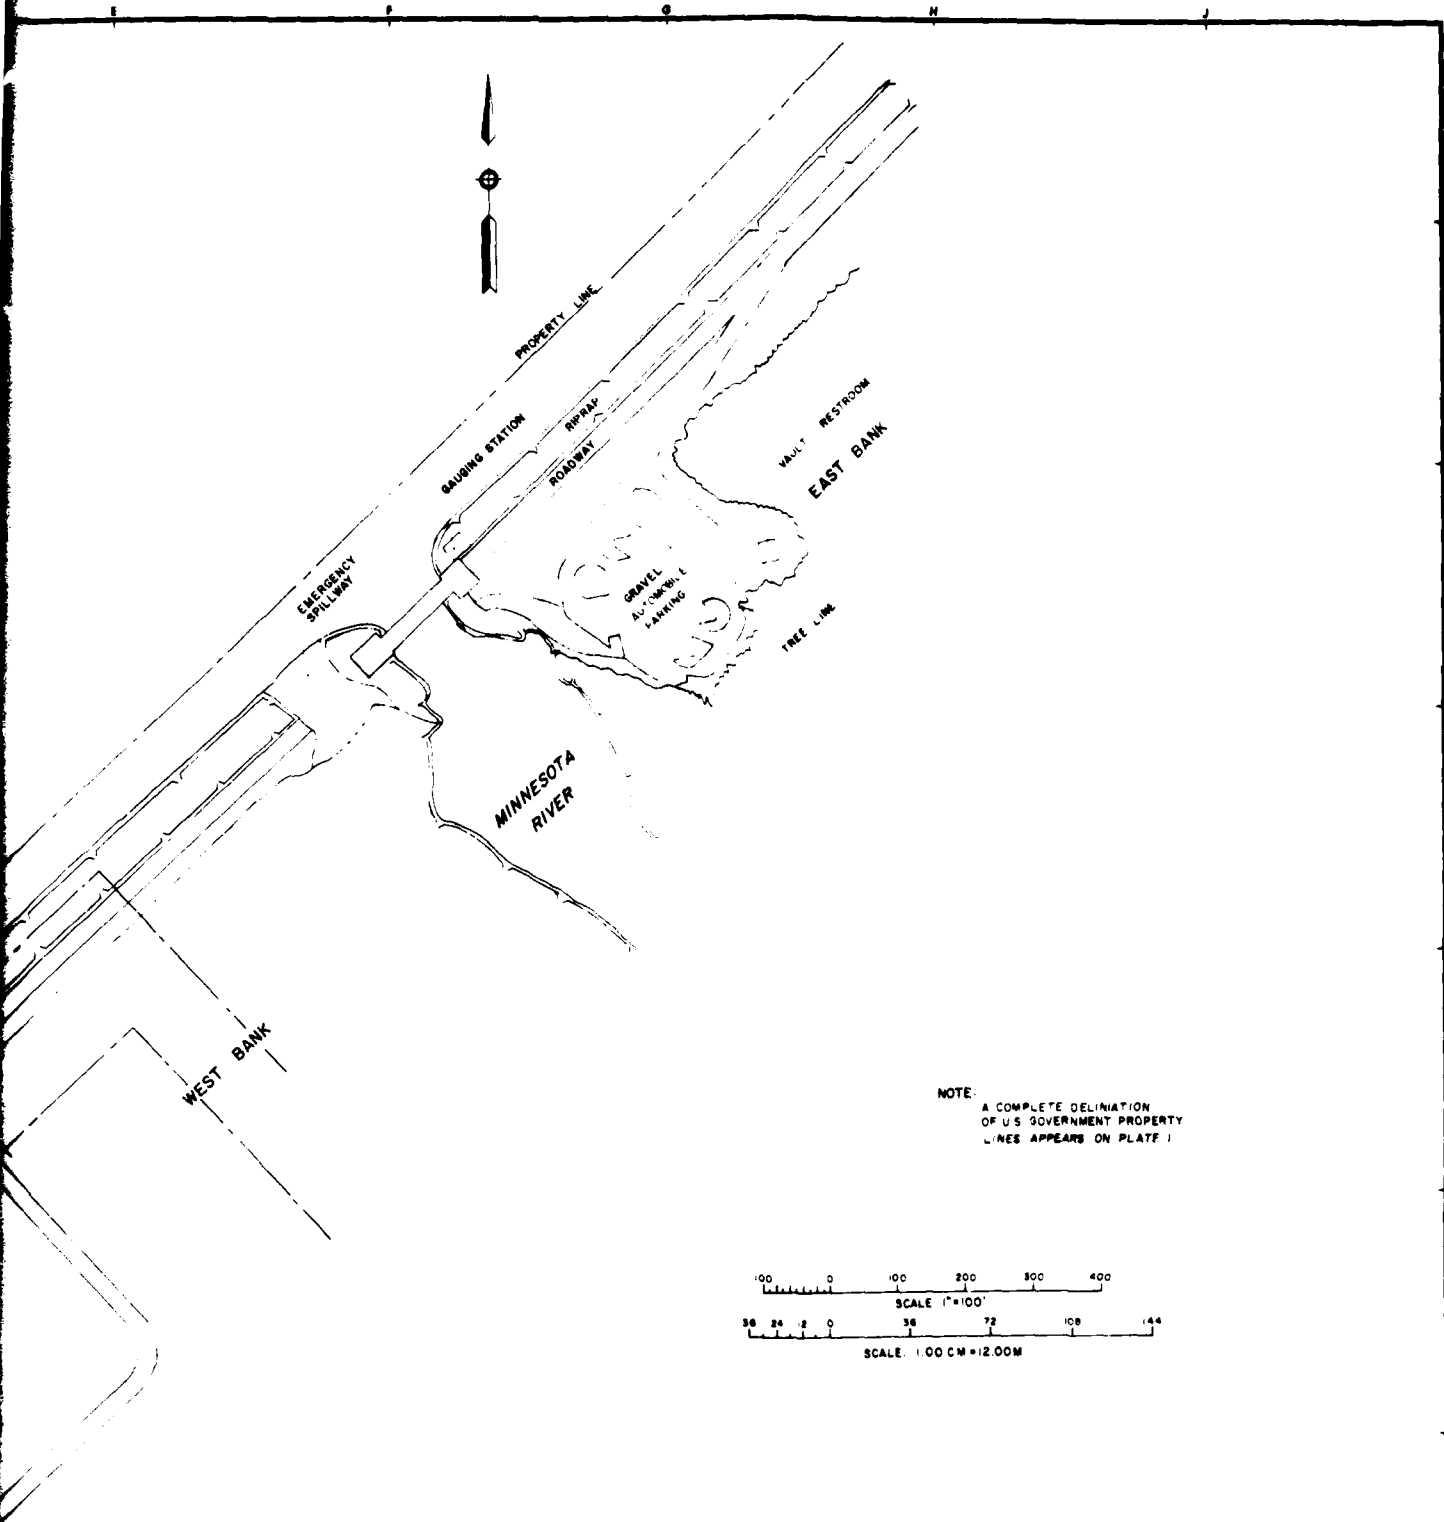 E F G H J
PROPERTY LINE
GAUGING STATION
RIPRAP
ROADWAY
VAULT RESTROOM
EAST BANK
EMERGENCY
SPILLWAY
GRAVEL
AUTOMOBILE
PARKING
TREE LINE
MINNESOTA
RIVER
WEST BANK
NOTE:
A COMPLETE DELINIATION
OF U.S GOVERNMENT PROPERTY
LINES APPEARS ON PLATE 1
100 0 100 200 300 400
SCALE 1"=100'
36 24 12 0 36 72 108 144
SCALE: 1.00 CM = 12.00M